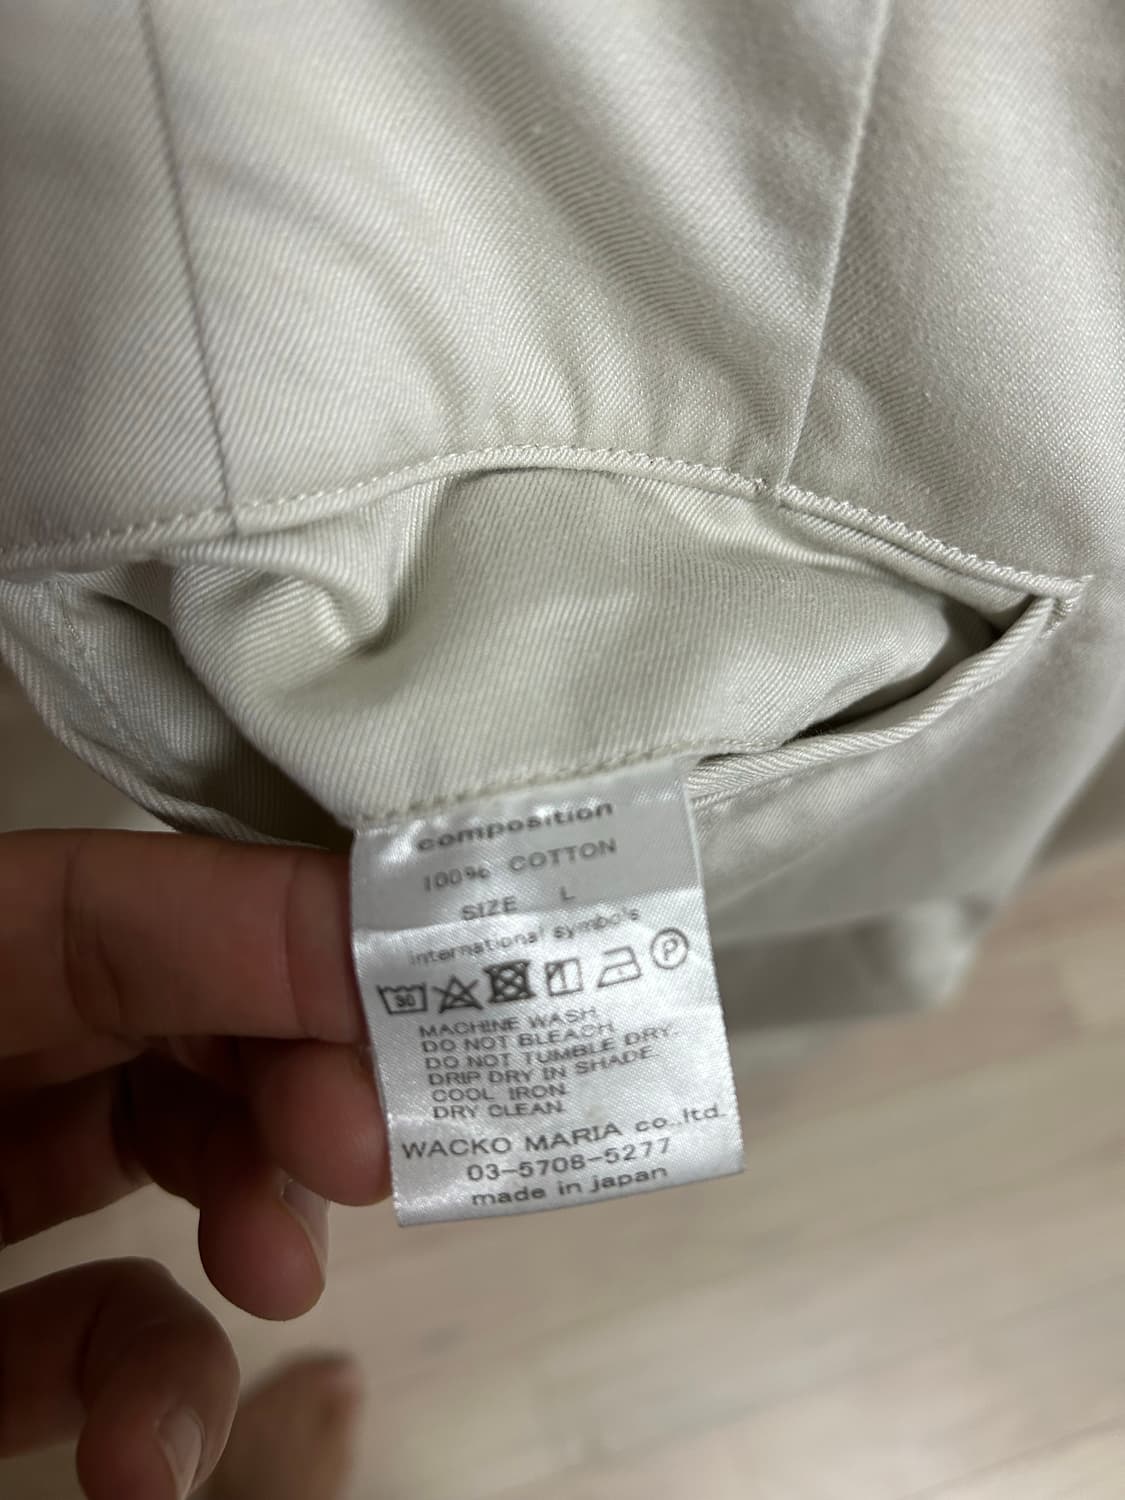 composition
100% COTTON
SIZE L
international symbols
30 P
MACHINE WASH
DO NOT BLEACH
DO NOT TUMBLE DRY.
DRIP DRY IN SHADE
COOL IRON
DRY CLEAN
WACKO MARIA co.,ltd.
03-5708-5277
made in japan